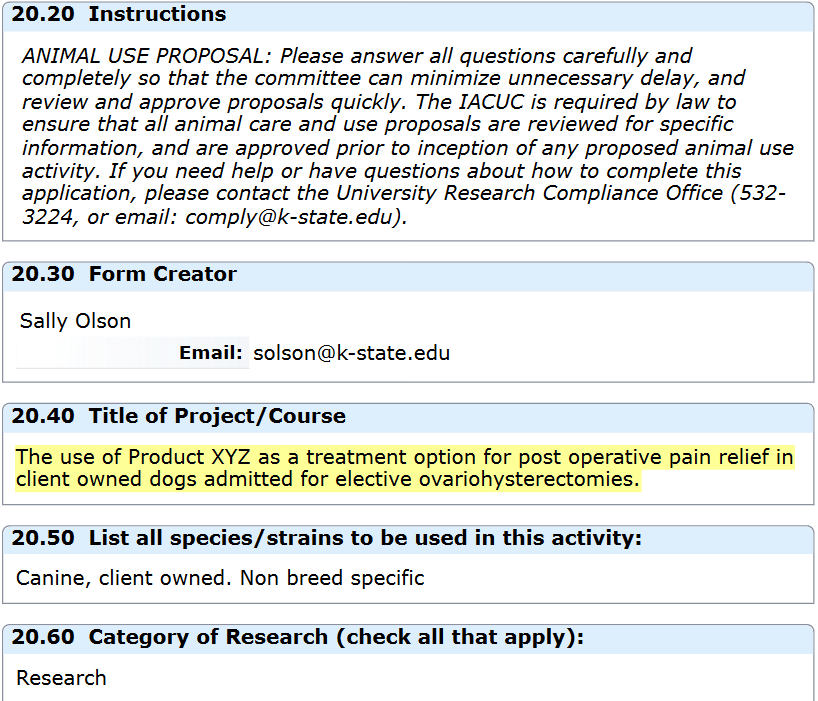 20.20 Instructions
ANIMAL USE PROPOSAL: Please answer all questions carefully and
completely so that the committee can minimize unnecessary delay, and
review and approve proposals quickly. The IACUC is required by law to
ensure that all animal care and use proposals are reviewed for specific
information, and are approved prior to inception of any proposed animal use
activity. If you need help or have questions about how to complete this
application, please contact the University Research Compliance Office (532-
3224, or email: comply@k-state.edu).
20.30 Form Creator
Sally Olson
Email: solson@k-state.edu
20.40 Title of Project/Course
The use of Product XYZ as a treatment option for post operative pain relief in
client owned dogs admitted for elective ovariohysterectomies.
20.50 List all species/strains to be used in this activity:
Canine, client owned. Non breed specific
20.60 Category of Research (check all that apply):
Research